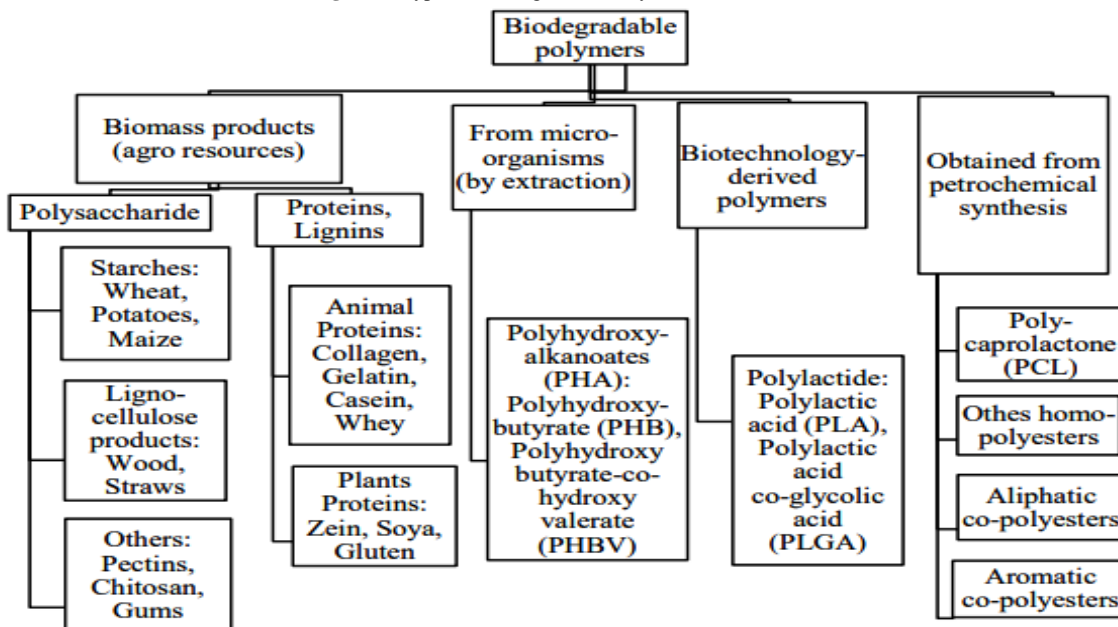 Biodegradable
polymers
Biomass products
(agro resources)
From micro-
organisms
(by extraction)
Biotechnology-
derived
polymers
Obtained from
petrochemical
synthesis
Polysaccharide
Proteins,
Lignins
Starches:
Wheat,
Potatoes,
Maize
Ligno-
cellulose
products:
Wood,
Straws
Others:
Pectins,
Chitosan,
Gums
Animal
Proteins:
Collagen,
Gelatin,
Casein,
Whey
Plants
Proteins:
Zein, Soya,
Gluten
Polyhydroxy-
alkanoates
(PHA):
Polyhydroxy-
butyrate (PHB),
Polyhydroxy
butyrate-co-
hydroxy
valerate
(PHBV)
Polylactide:
Polylactic
acid (PLA),
Polylactic
acid
co-glycolic
acid
(PLGA)
Poly-
caprolactone
(PCL)
Othes homo-
polyesters
Aliphatic
co-polyesters
Aromatic
co-polyesters